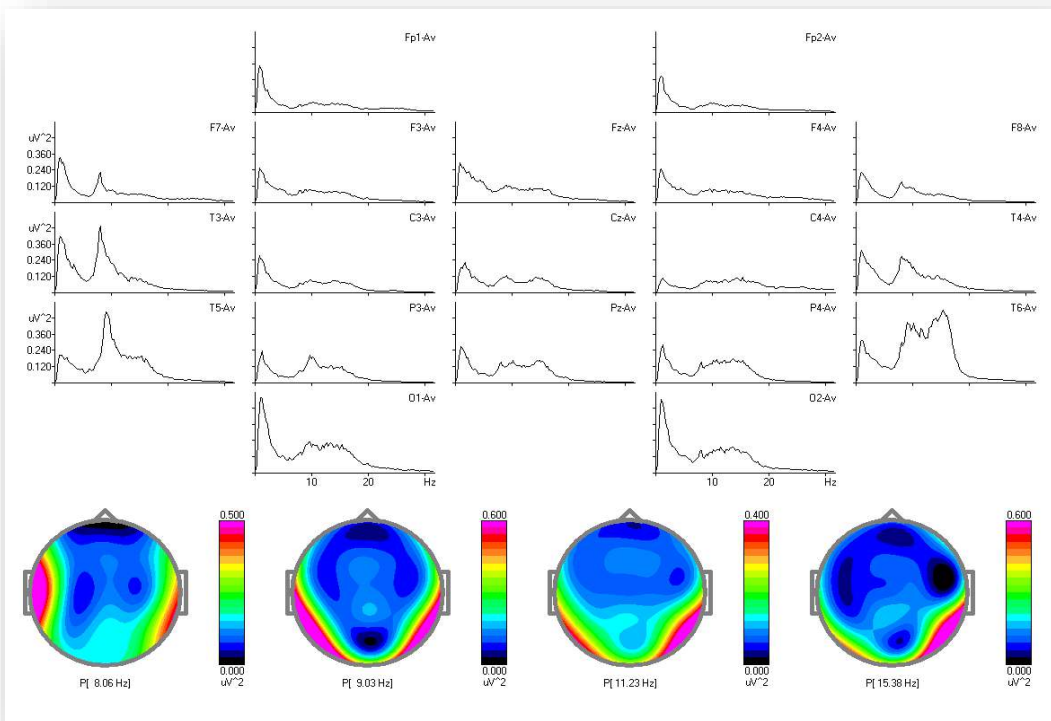 Fp1-Av
Fp2-Av
F7-Av
F3-Av
Fz-Av
F4-Av
F8-Av
uV^2
0.360
0.240
0.120
T3-Av
C3-Av
Cz-Av
C4-Av
T4-Av
0.360
0.240
0.120
T5-Av
P3-Av
Pz-Av
P4-Av
T6-Av
uV^2
0.360
0.240
0.120
O1-Av
O2-Av
10 20 Hz
10 20 Hz
0.500
0.600
0.400
0.600
0.000
0.000
0.000
0.000
uV^2
uV^2
uV^2
uV^2
P[ 8.06 Hz]
P[ 9.03 Hz]
P[11.23 Hz]
P[15.38 Hz]